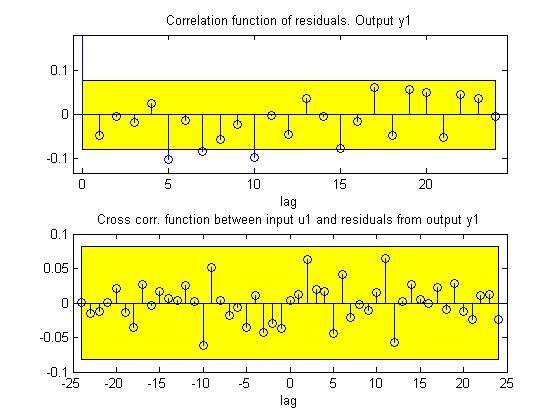 Correlation function of residuals. Output y1
0.1
0
-0.1
0 5 10 15 20
lag
Cross corr. function between input u1 and residuals from output y1
0.1
0.05
0
-0.05
-0.1
-25 -20 -15 -10 -5 0 5 10 15 20 25
lag